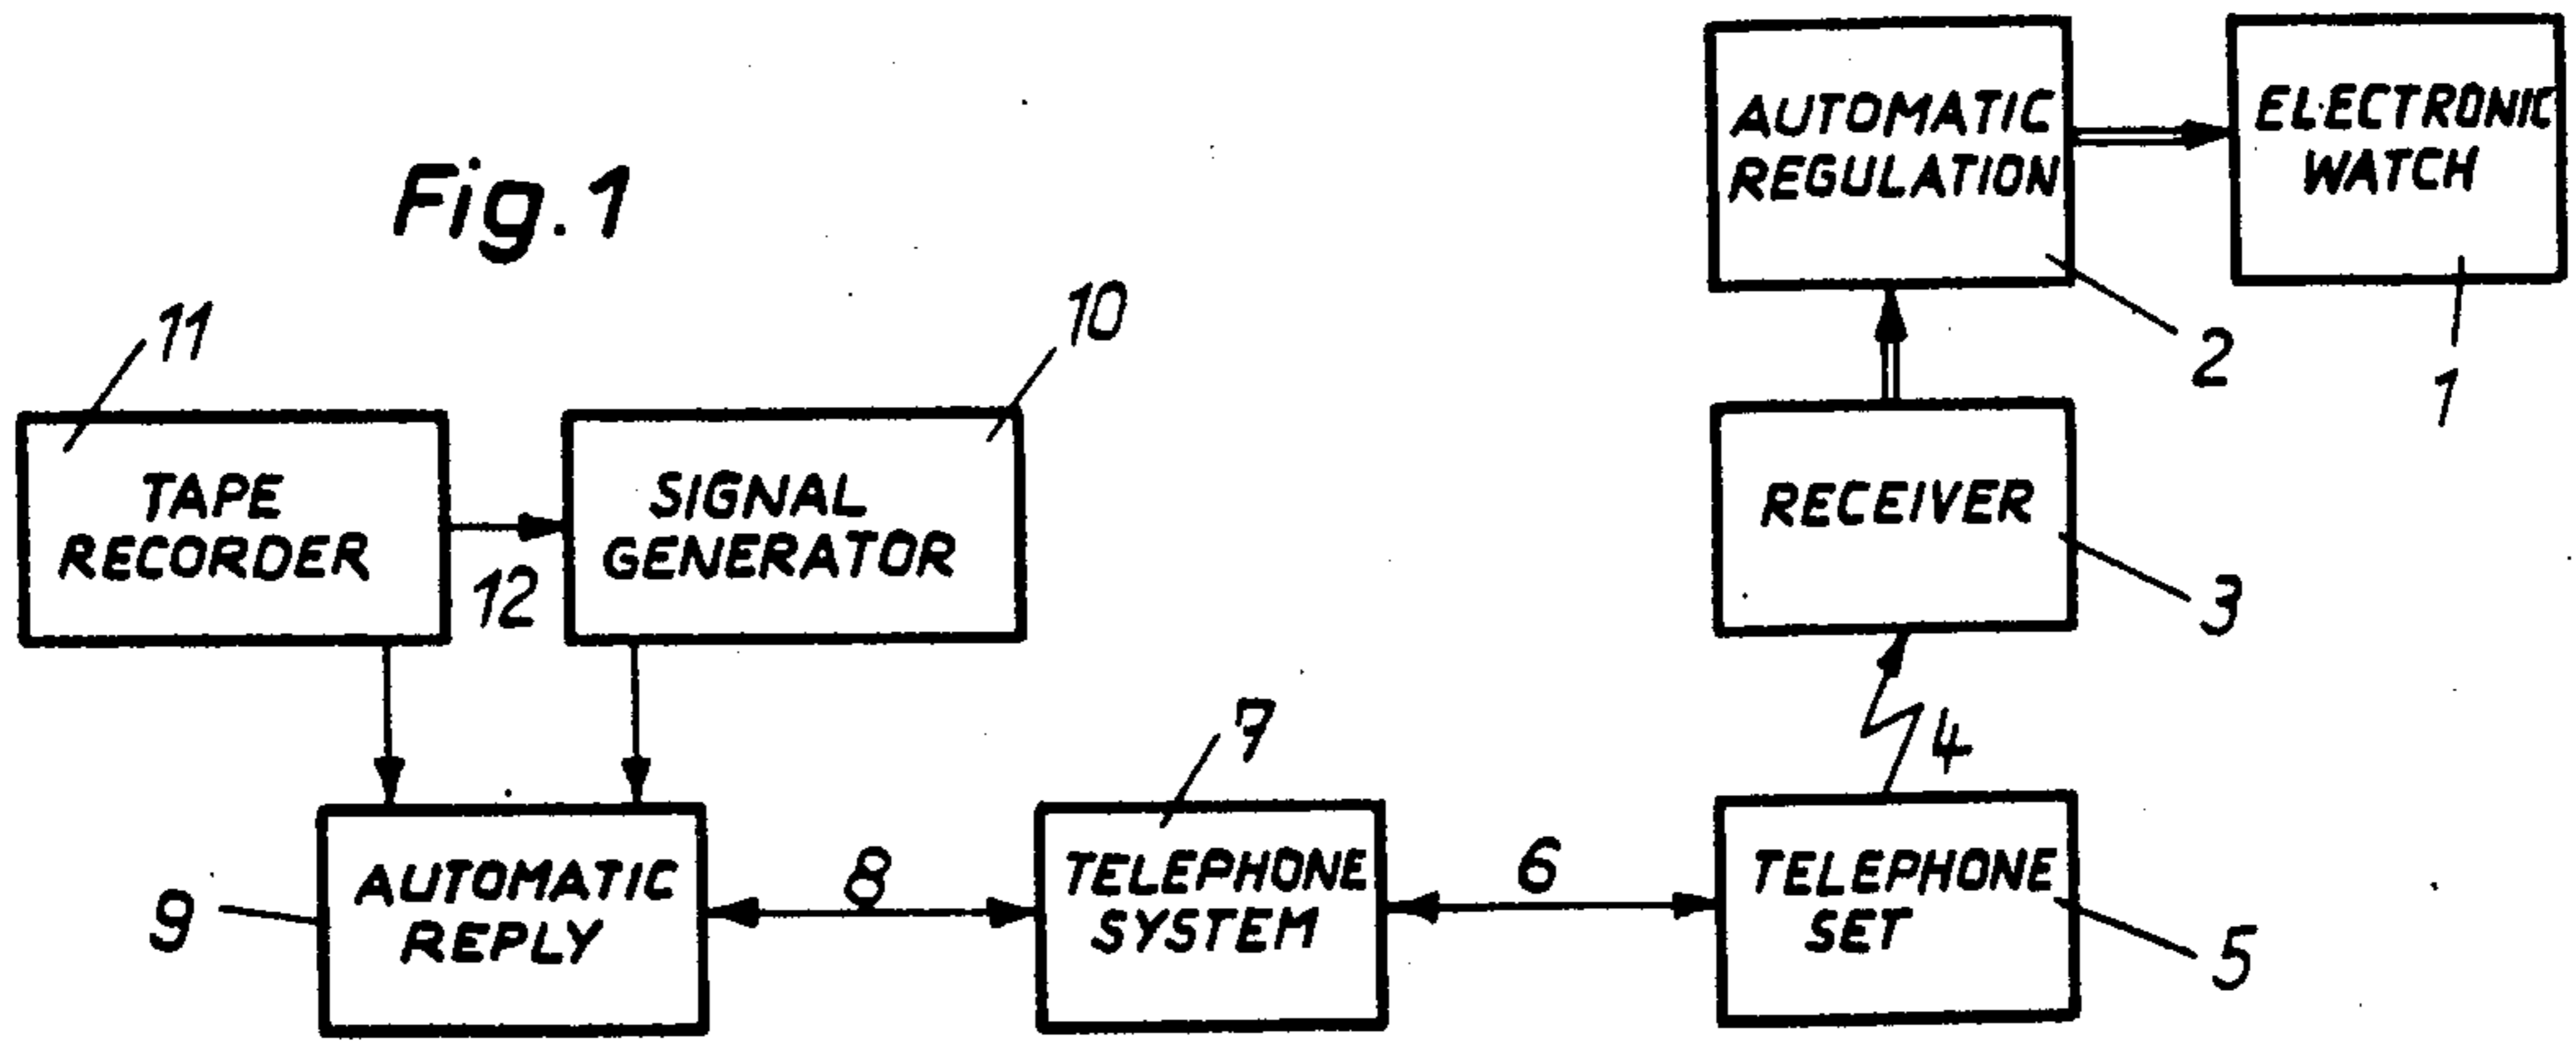 Fig. 1
AUTOMATIC
REGULATION
2
ELECTRONIC
WATCH
1
11
TAPE
RECORDER
12
10
SIGNAL
GENERATOR
RECEIVER
3
4
9
AUTOMATIC
REPLY
8
7
TELEPHONE
SYSTEM
6
TELEPHONE
SET
5